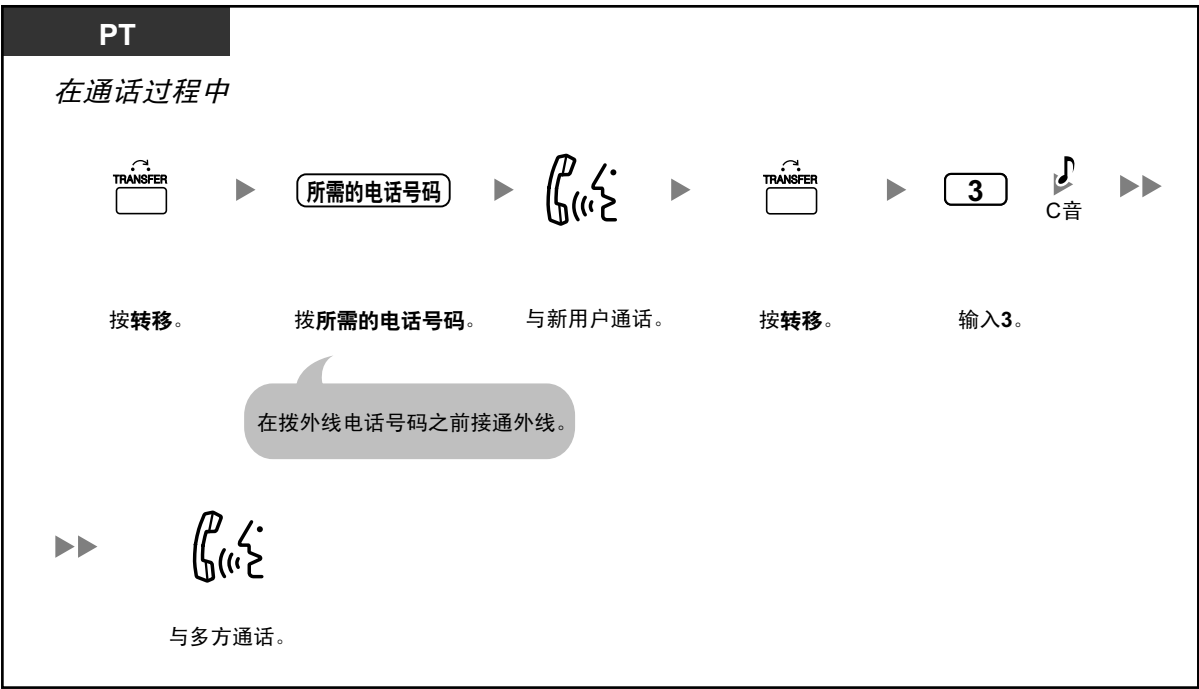 PT
在通话过程中
TRANSFER
所需的电话号码
TRANSFER
3
C音
按转移。
拨所需的电话号码。
与新用户通话。
按转移。
输入3。
在拨外线电话号码之前接通外线。
与多方通话。